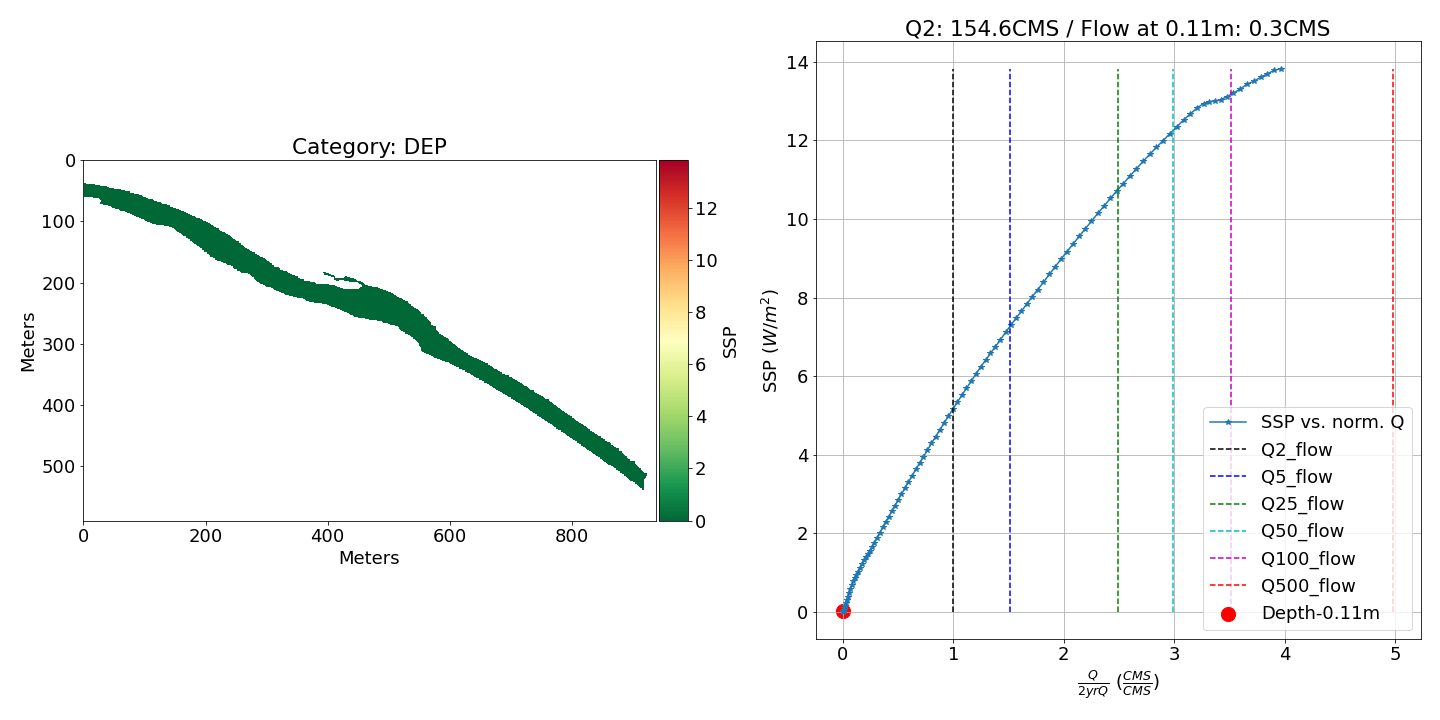 Category: DEP
0
100
200
300
400
500
Meters
0
200
400
600
800
Meters
12
10
8
6
4
2
0
SSP
Q2: 154.6CMS / Flow at 0.11m: 0.3CMS
14
12
10
8
6
4
2
0
SSP (W/m²)
SSP vs. norm. Q
Q2_flow
Q5_flow
Q25_flow
Q50_flow
Q100_flow
Q500_flow
Depth-0.11m
0
1
2
3
4
5
Q/2yrQ (CMS/CMS)